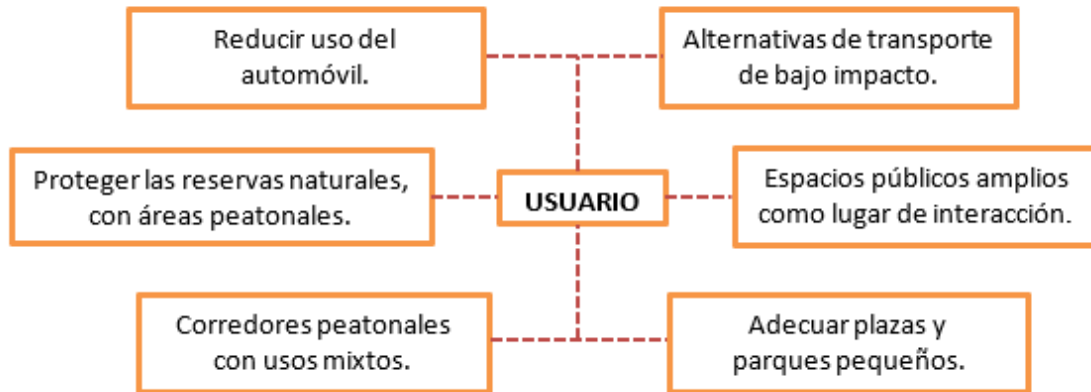 Reducir uso del
automóvil.
Alternativas de transporte
de bajo impacto.
Proteger las reservas naturales,
con áreas peatonales.
USUARIO
Espacios públicos amplios
como lugar de interacción.
Corredores peatonales
con usos mixtos.
Adecuar plazas y
parques pequeños.